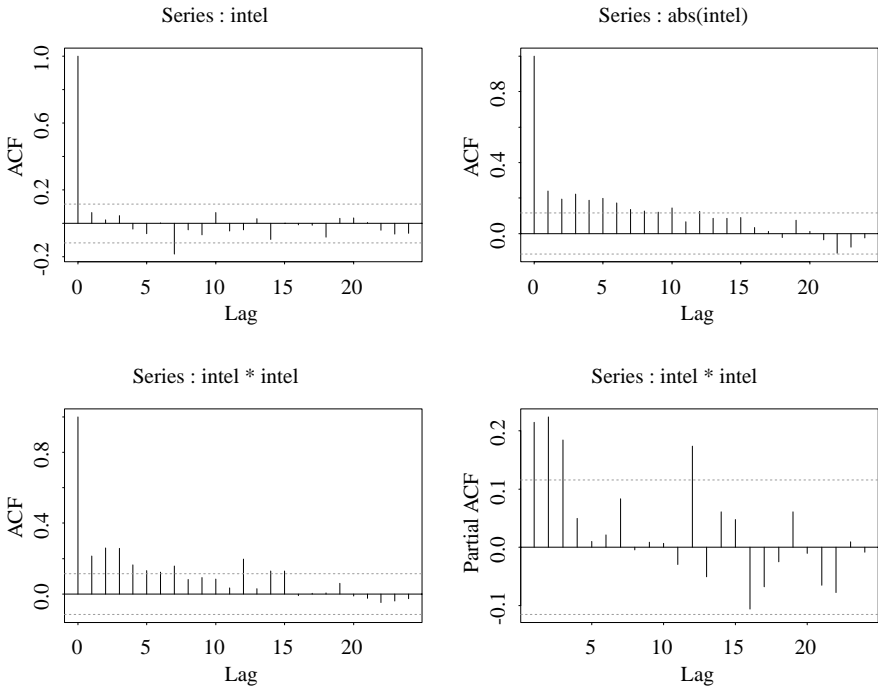 Series : intel
ACF
-0.2 0.2 0.6 1.0
0 5 10 15 20
Lag
Series : abs(intel)
ACF
0.0 0.4 0.8
0 5 10 15 20
Lag
Series : intel * intel
ACF
0.0 0.4 0.8
0 5 10 15 20
Lag
Series : intel * intel
Partial ACF
-0.1 0.0 0.1 0.2
5 10 15 20
Lag